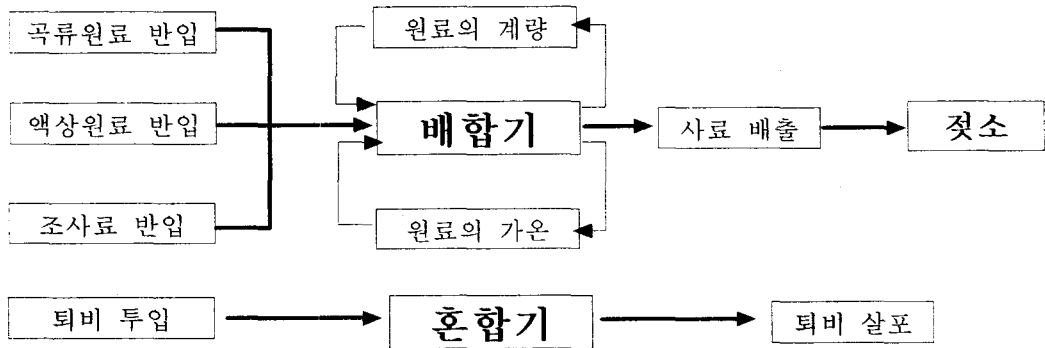 곡류원료 반입
원료의 계량
액상원료 반입
배합기
사료 배출
젖소
조사료 반입
원료의 가온
퇴비 투입
혼합기
퇴비 살포